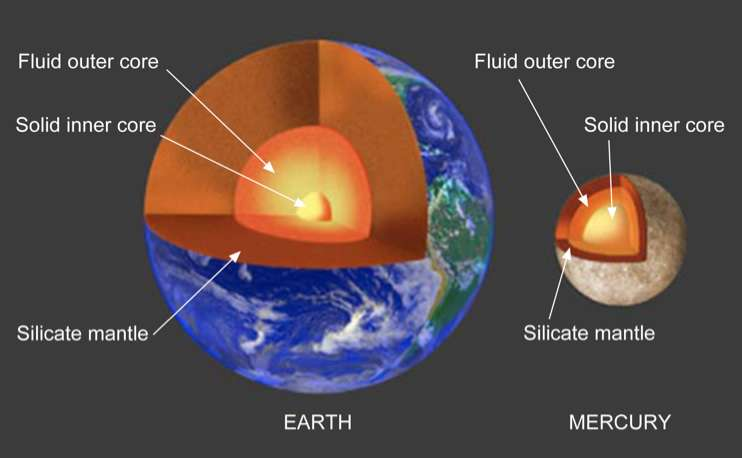 Fluid outer core
Solid inner core
Silicate mantle
EARTH
Fluid outer core
Solid inner core
Silicate mantle
MERCURY